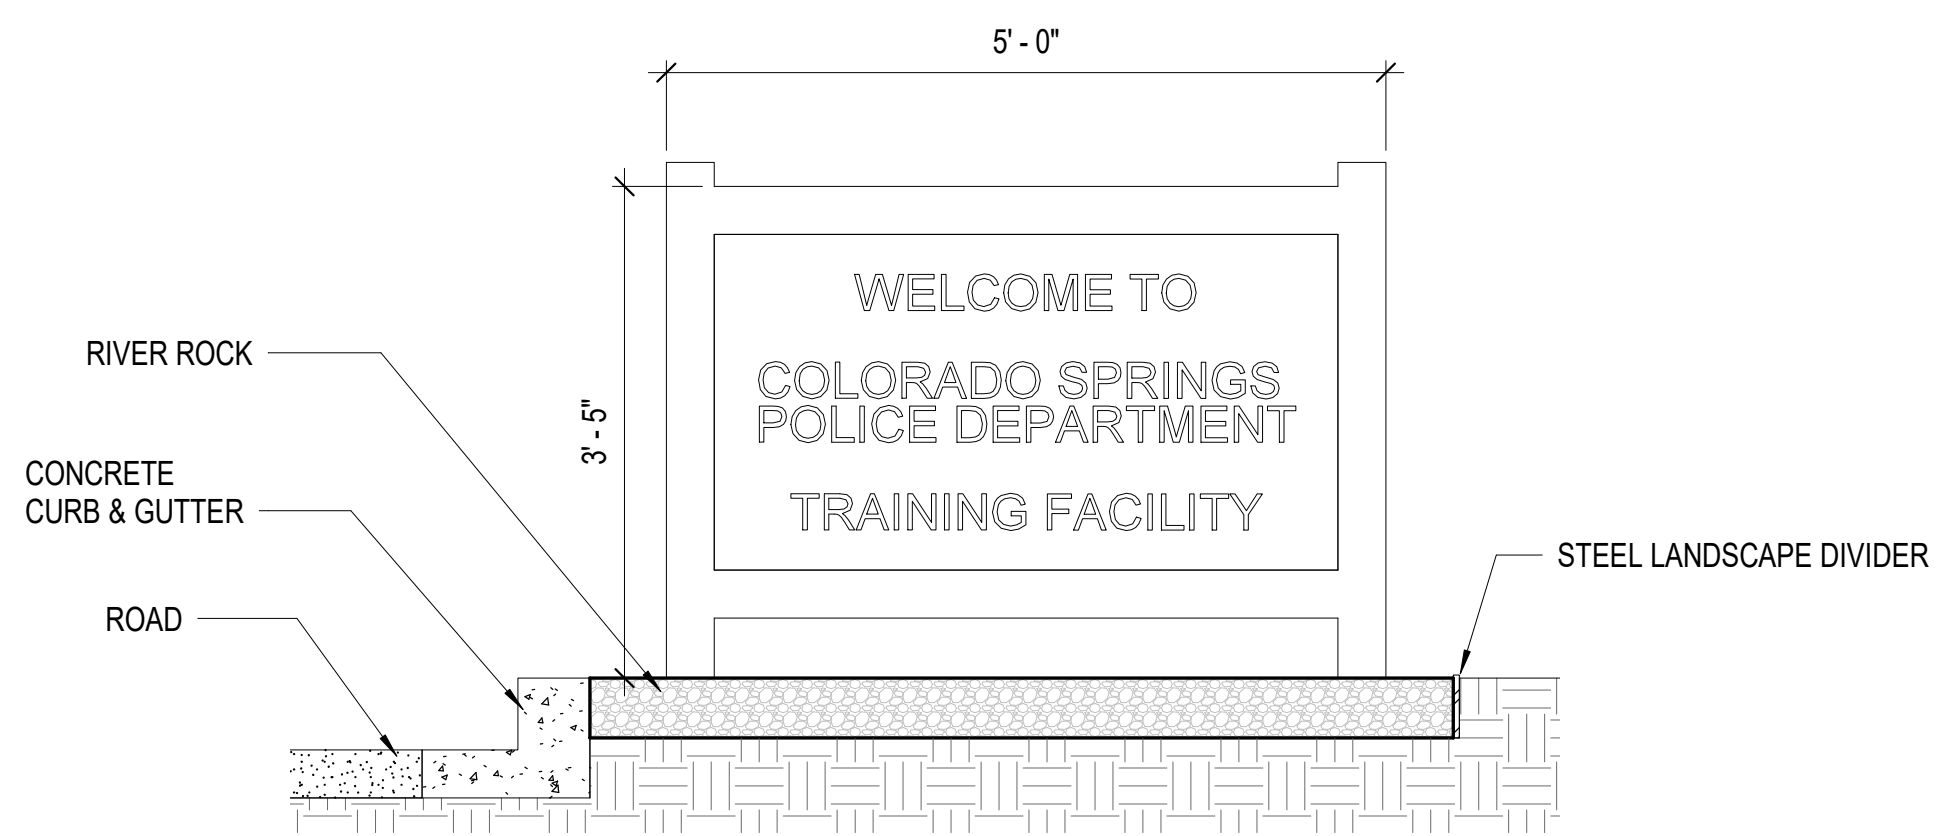 5' - 0"
WELCOME TO
COLORADO SPRINGS
POLICE DEPARTMENT
TRAINING FACILITY
3' - 5"
RIVER ROCK
CONCRETE
CURB & GUTTER
ROAD
STEEL LANDSCAPE DIVIDER